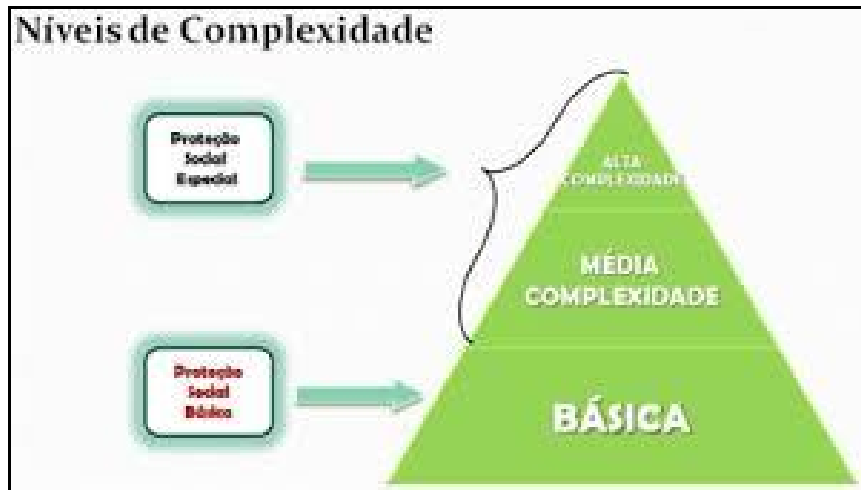 Níveis de Complexidade
Proteção
Social
Especial
ALTA
COMPLEXIDADE
MÉDIA
COMPLEXIDADE
Proteção
Social
Básica
BÁSICA